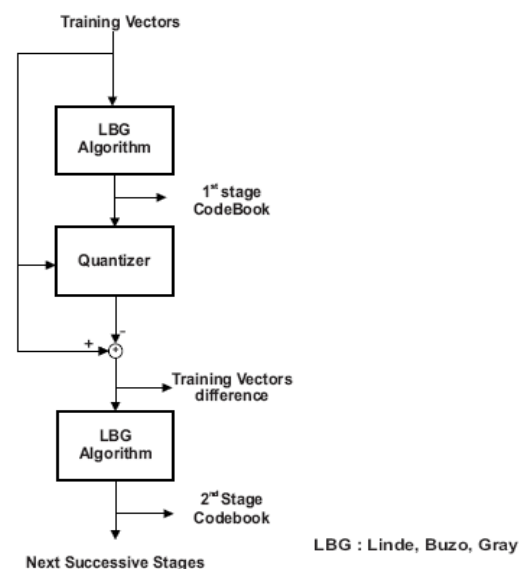 Training Vectors
LBG
Algorithm
1st stage
CodeBook
Quantizer
-
+
+
Training Vectors
difference
LBG
Algorithm
2nd Stage
Codebook
LBG : Linde, Buzo, Gray
Next Successive Stages